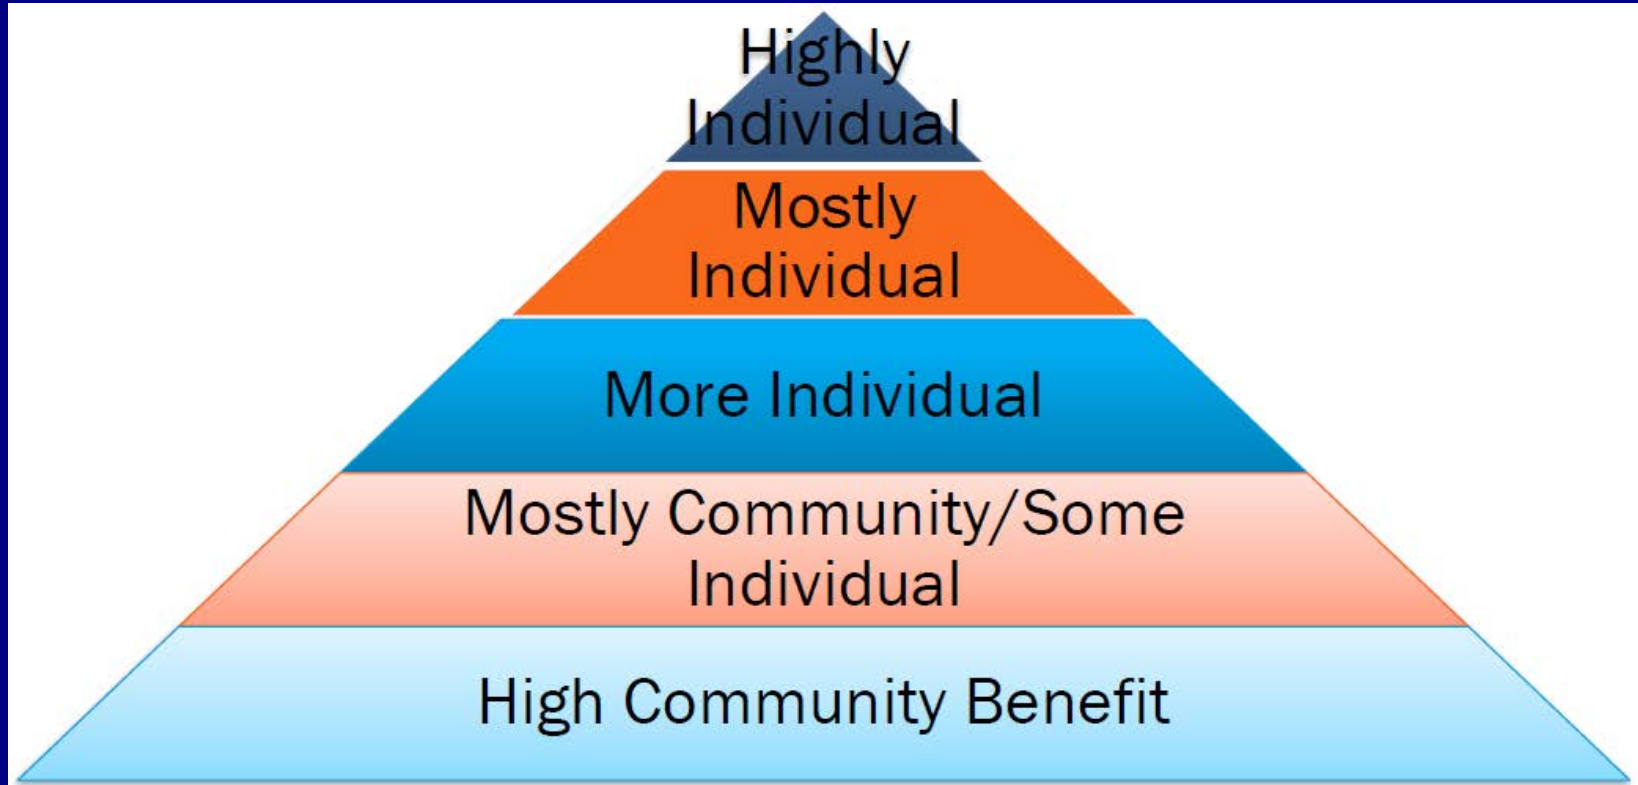 Highly
Individual
Mostly
Individual
More Individual
Mostly Community/Some
Individual
High Community Benefit